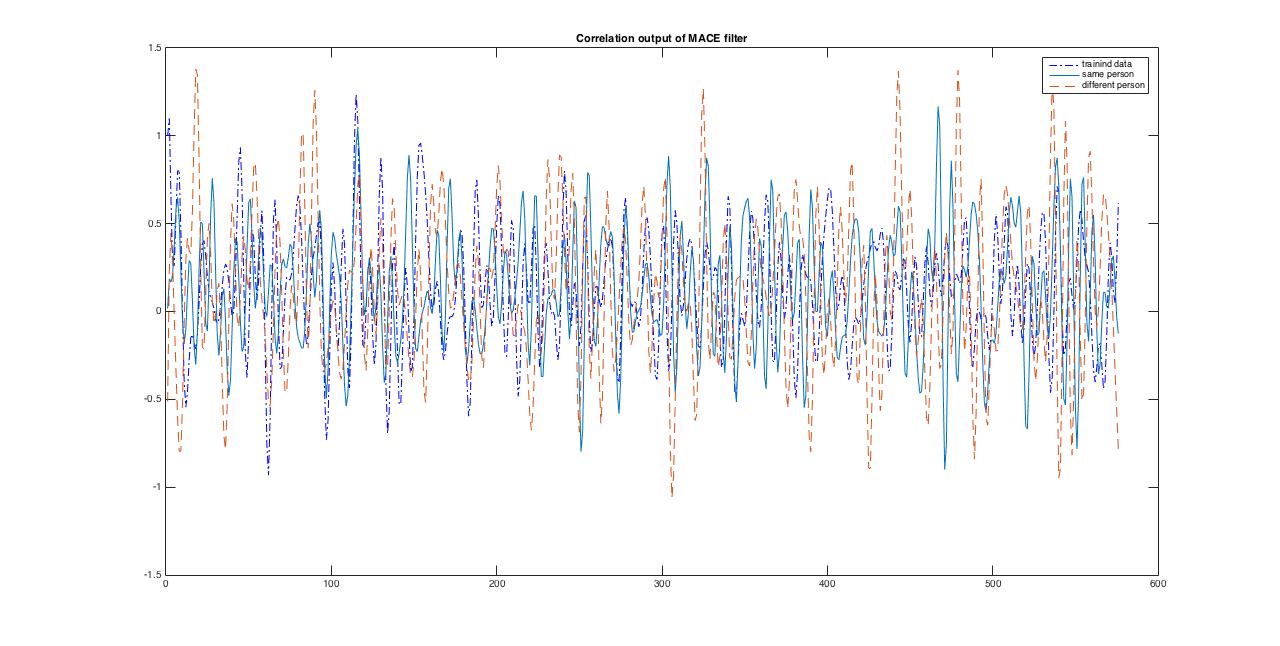 Correlation output of MACE filter
1.5
1
0.5
0
-0.5
-1
-1.5
0 100 200 300 400 500 600
trainind data
same person
different person